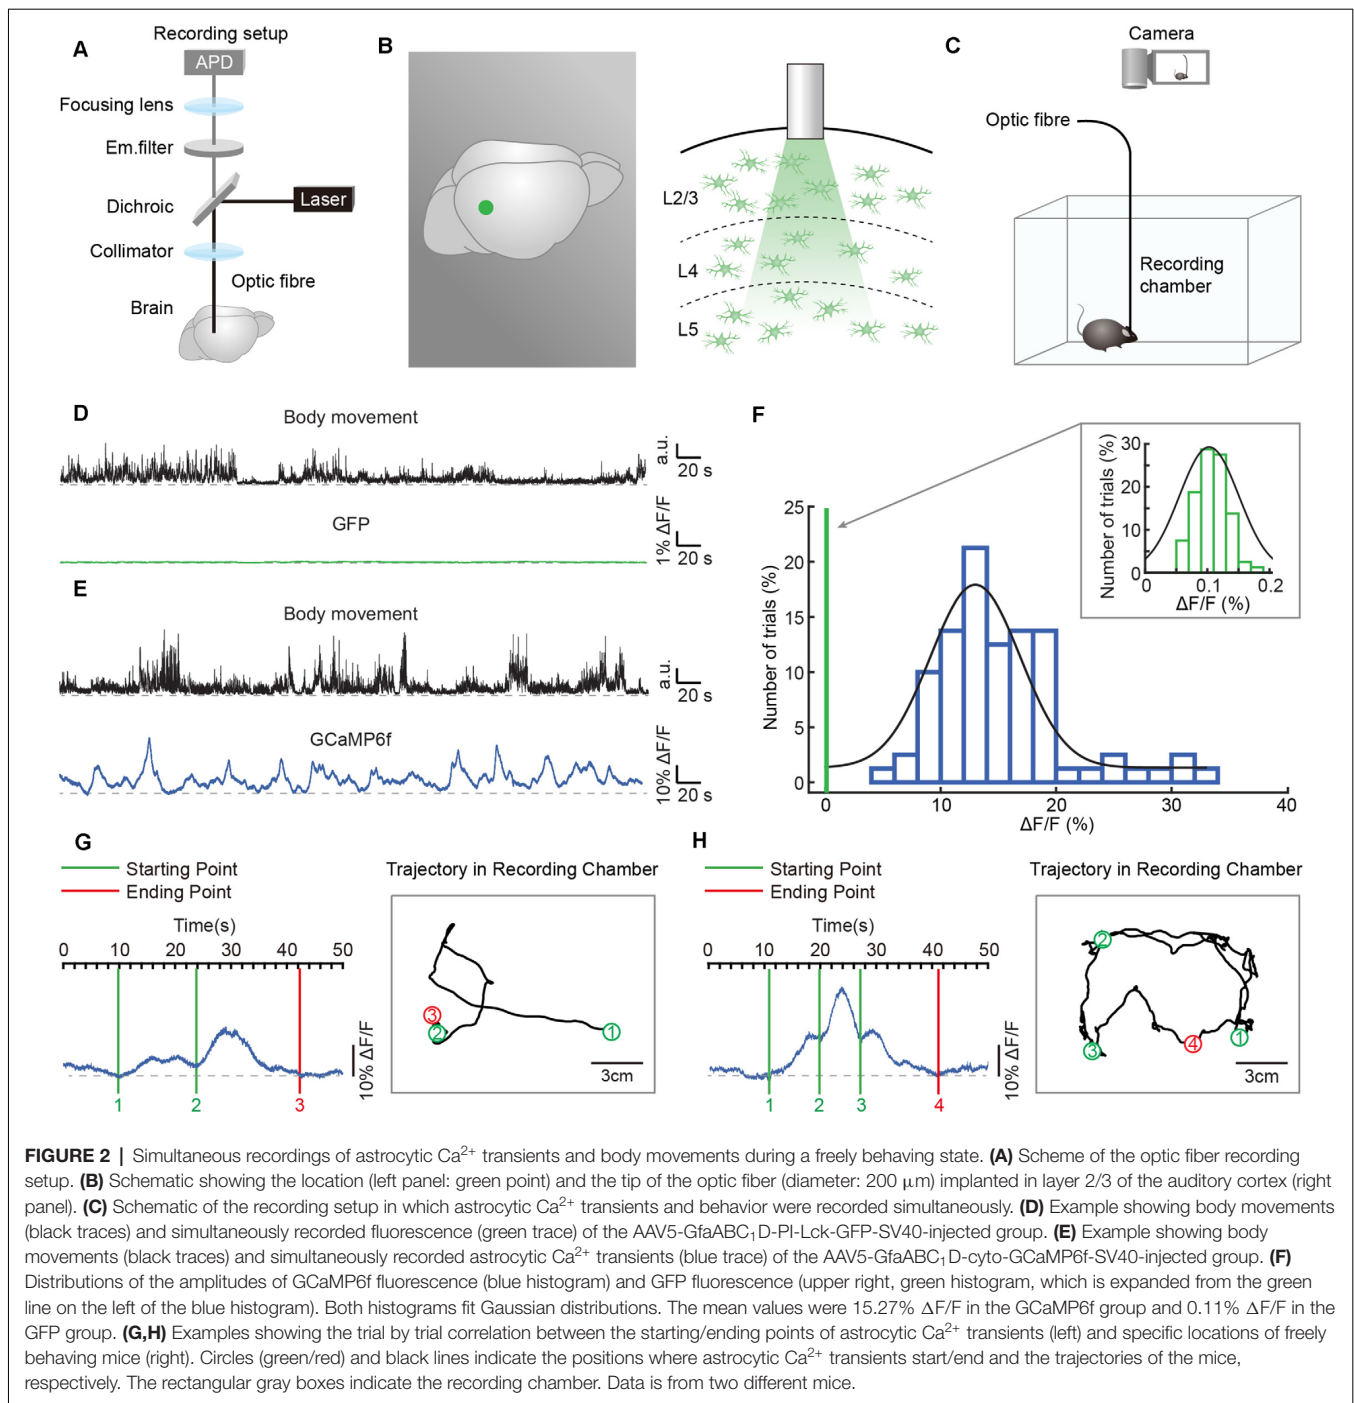 A
Recording setup
APD
Focusing lens
Em.filter
Dichroic
Laser
Collimator
Optic fibre
Brain
B
L2/3
L4
L5
C
Camera
Optic fibre
Recording
chamber
D
Body movement
a.u.
20 s
GFP
1% ΔF/F
20 s
E
Body movement
a.u.
20 s
GCaMP6f
10% ΔF/F
20 s
F
Number of trials (%)
25
20
15
10
5
0
0 10 20 30 40
ΔF/F (%)
Number of trials (%)
30
20
10
0
0 0.1 0.2
ΔF/F (%)
G
Starting Point
Ending Point
Time(s)
0 10 20 30 40 50
10% ΔF/F
1 2 3
Trajectory in Recording Chamber
3
2
1
3cm
H
Starting Point
Ending Point
Time(s)
0 10 20 30 40 50
10% ΔF/F
1 2 3 4
Trajectory in Recording Chamber
2
3
4
1
3cm
FIGURE 2 | Simultaneous recordings of astrocytic Ca²⁺ transients and body movements during a freely behaving state. (A) Scheme of the optic fiber recording
setup. (B) Schematic showing the location (left panel: green point) and the tip of the optic fiber (diameter: 200 μm) implanted in layer 2/3 of the auditory cortex (right
panel). (C) Schematic of the recording setup in which astrocytic Ca²⁺ transients and behavior were recorded simultaneously. (D) Example showing body movements
(black traces) and simultaneously recorded fluorescence (green trace) of the AAV5-GfaABC₁D-PI-Lck-GFP-SV40-injected group. (E) Example showing body
movements (black traces) and simultaneously recorded astrocytic Ca²⁺ transients (blue trace) of the AAV5-GfaABC₁D-cyto-GCaMP6f-SV40-injected group. (F)
Distributions of the amplitudes of GCaMP6f fluorescence (blue histogram) and GFP fluorescence (upper right, green histogram, which is expanded from the green
line on the left of the blue histogram). Both histograms fit Gaussian distributions. The mean values were 15.27% ΔF/F in the GCaMP6f group and 0.11% ΔF/F in the
GFP group. (G,H) Examples showing the trial by trial correlation between the starting/ending points of astrocytic Ca²⁺ transients (left) and specific locations of freely
behaving mice (right). Circles (green/red) and black lines indicate the positions where astrocytic Ca²⁺ transients start/end and the trajectories of the mice,
respectively. The rectangular gray boxes indicate the recording chamber. Data is from two different mice.